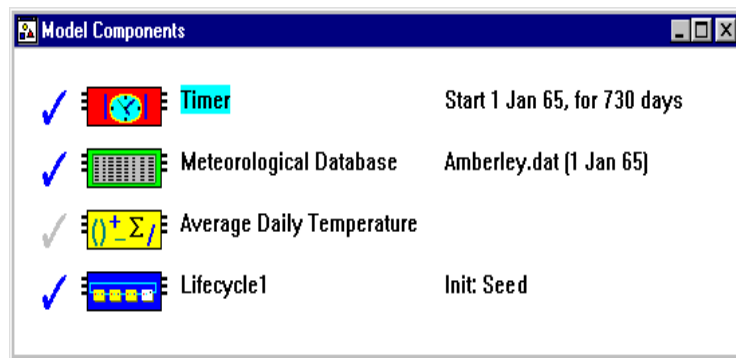 Model Components
Timer Start 1 Jan 65, for 730 days
Meteorological Database Amberley.dat (1 Jan 65)
() + − Σ / Average Daily Temperature
Lifecycle1 Init: Seed